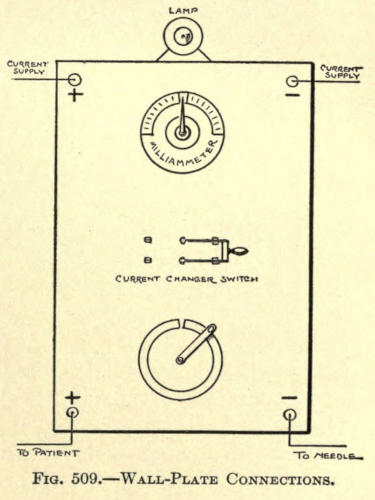 LAMP
CURRENT
SUPPLY
CURRENT
SUPPLY
+
−
MILLIAMMETER
CURRENT CHANGER SWITCH
+
−
TO PATIENT
TO NEEDLE
FIG. 509.—WALL-PLATE CONNECTIONS.